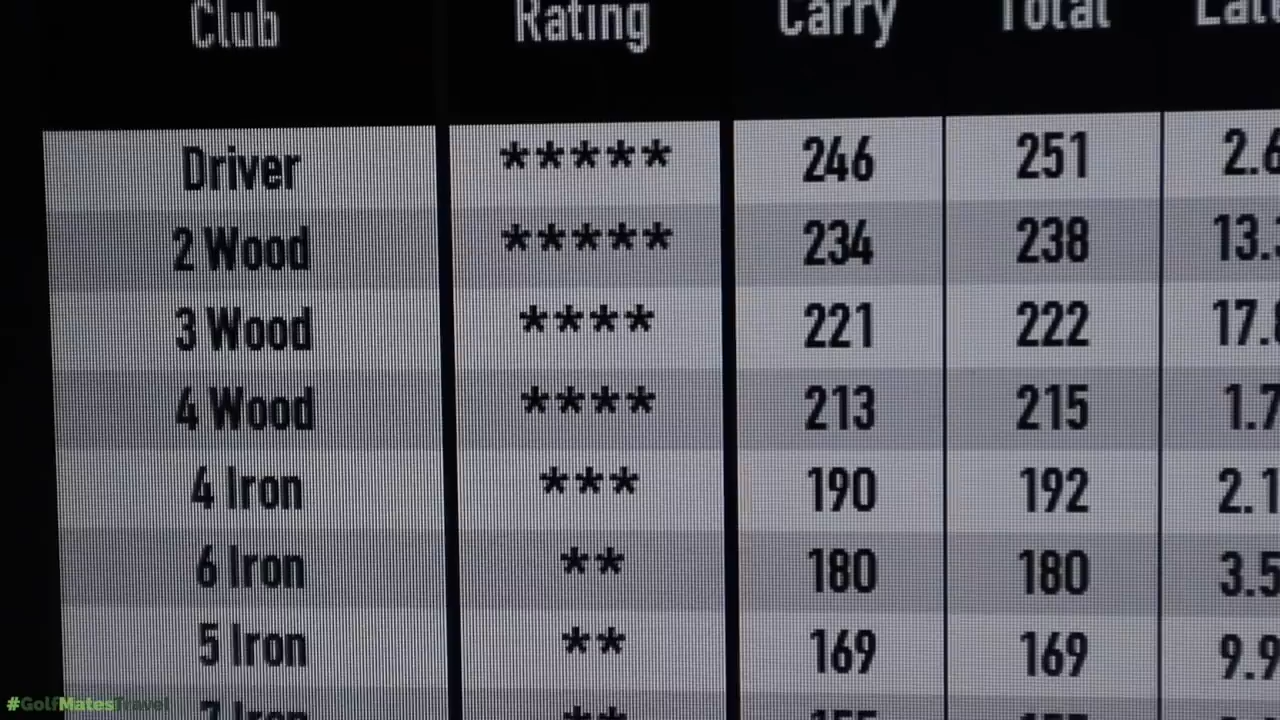 Club Rating Carry Total
Driver ***** 246 251 2.6
2 Wood ***** 234 238 13.
3 Wood **** 221 222 17.
4 Wood **** 213 215 1.7
4 Iron *** 190 192 2.1
6 Iron ** 180 180 3.5
5 Iron ** 169 169 9.9
7 Iron **
#GolfMatesTravel